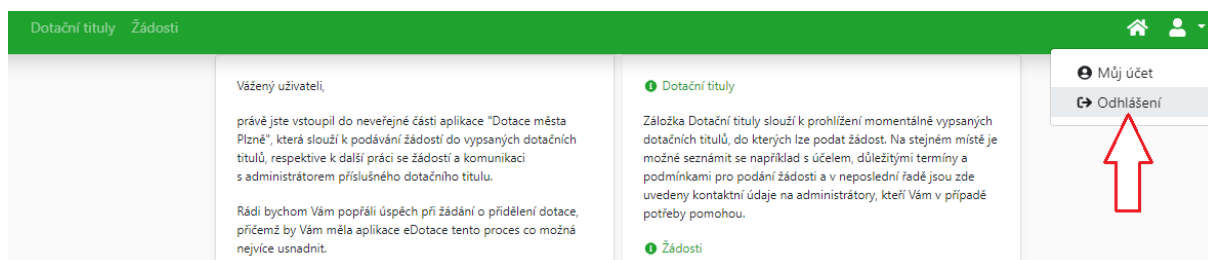 Dotační tituly Žádosti
Můj účet
Odhlášení
Vážený uživateli,
právě jste vstoupil do neveřejné části aplikace "Dotace města
Plzně", která slouží k podávání žádostí do vypsaných dotačních
titulů, respektive k další práci se žádostí a komunikaci
s administrátorem příslušného dotačního titulu.
Rádi bychom Vám popřáli úspěch při žádání o přidělení dotace,
přičemž by Vám měla aplikace eDotace tento proces co možná
nejvíce usnadnit.
Dotační tituly
Záložka Dotační tituly slouží k prohlížení momentálně vypsaných
dotačních titulů, do kterých lze podat žádost. Na stejném místě je
možné seznámit se například s účelem, důležitými termíny a
podmínkami pro podání žádosti a v neposlední řadě jsou zde
uvedeny kontaktní údaje na administrátory, kteří Vám v případě
potřeby pomohou.
Žádosti